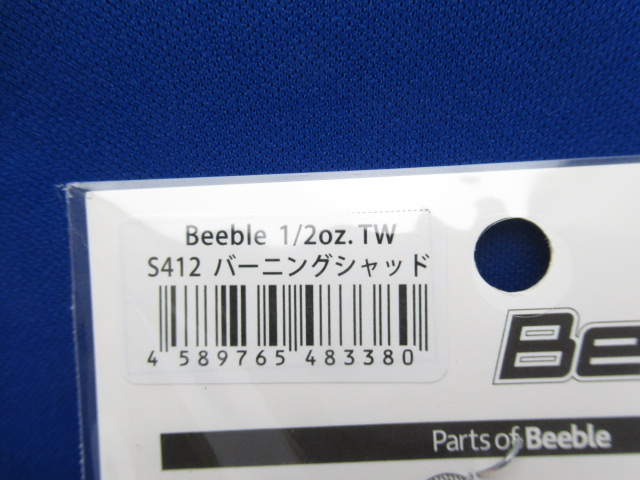 Beeble 1/2oz. TW
S412 バーニングシャッド
4 589765 483380
Be
Parts of Beeble